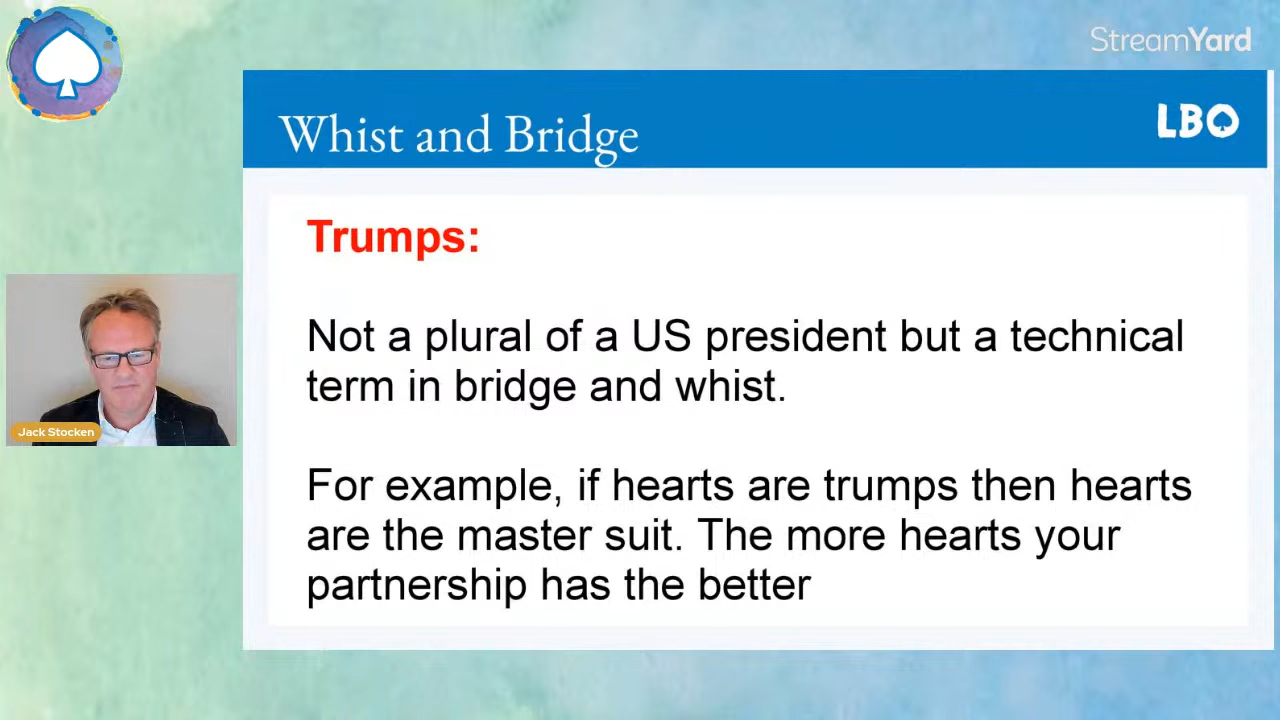 StreamYard
Whist and Bridge
LBO
Trumps:
Not a plural of a US president but a technical
term in bridge and whist.
For example, if hearts are trumps then hearts
are the master suit. The more hearts your
partnership has the better
Jack Stocken